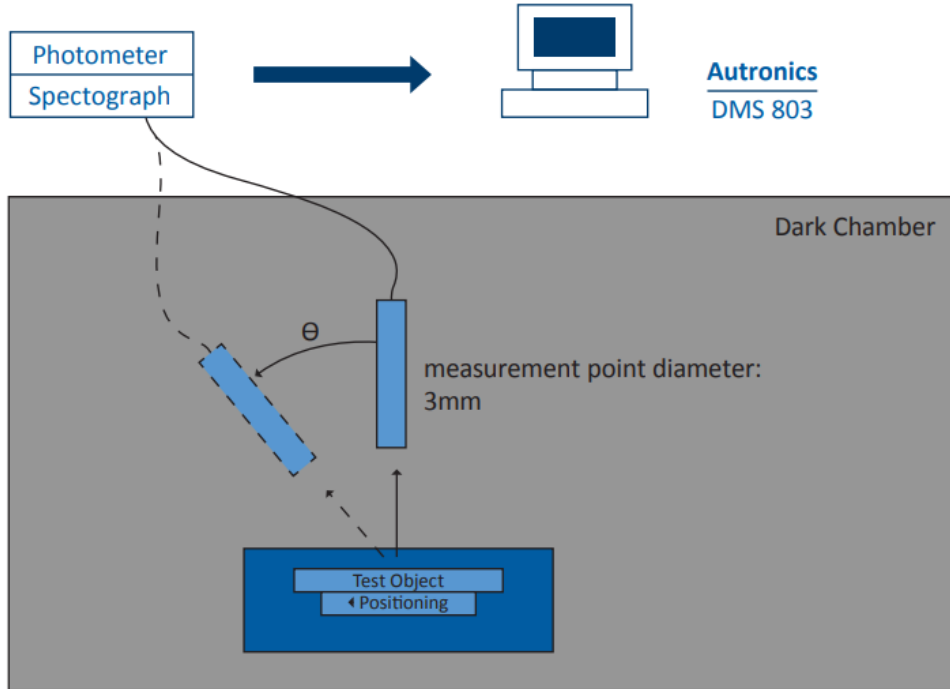 Photometer
Spectograph
Autronics
DMS 803
Dark Chamber
Θ
measurement point diameter:
3mm
Test Object
Positioning